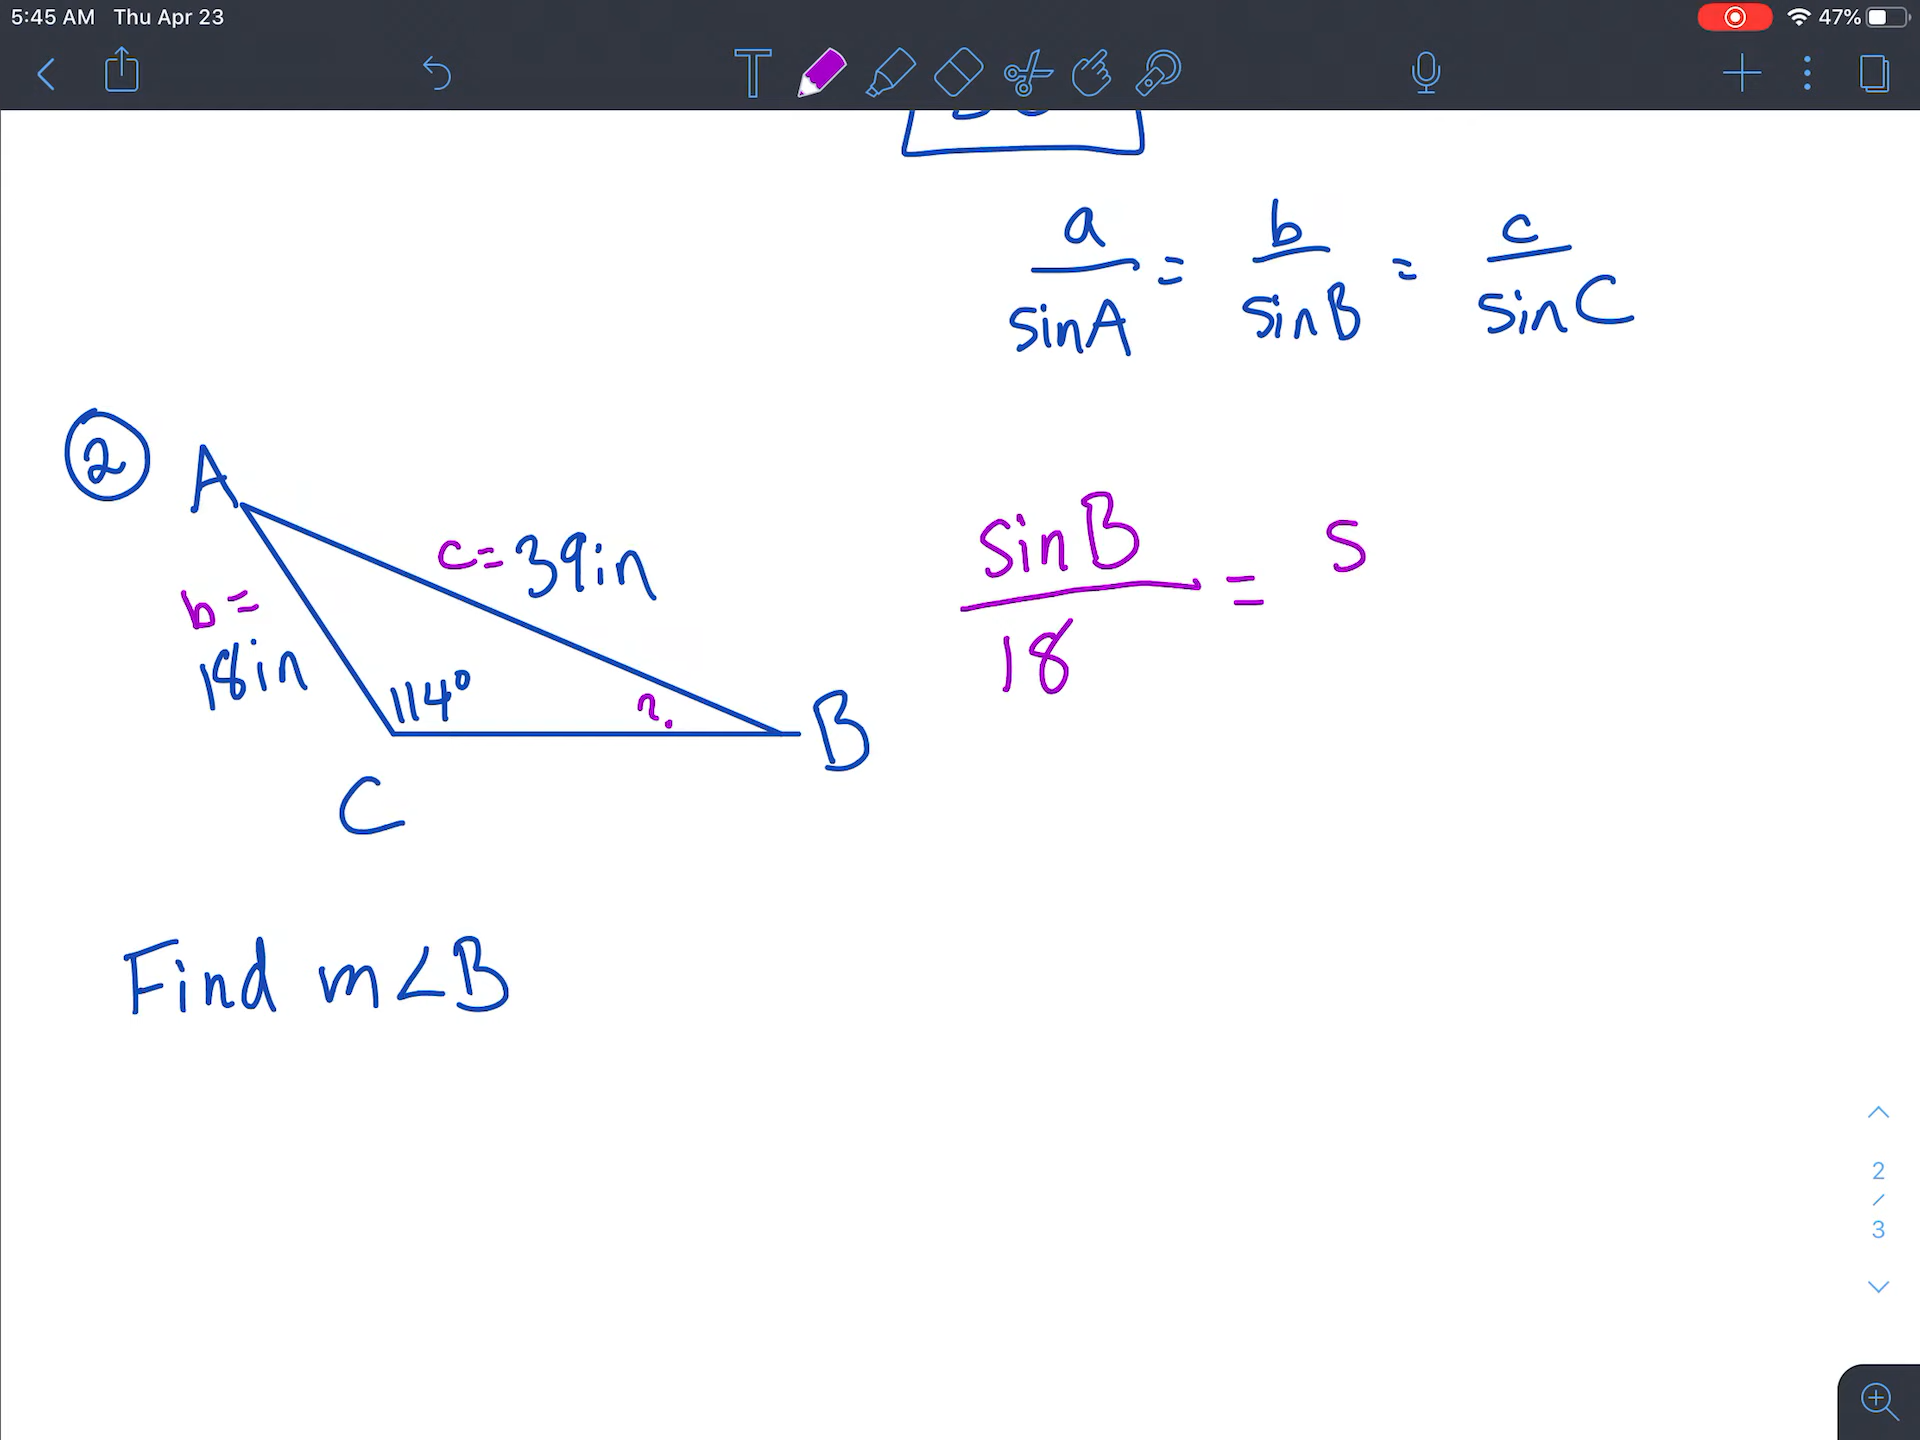 5:45 AM Thu Apr 23
47%
T
a/sinA = b/sinB = c/sinC
2
A
c= 39in
b=
18in
114°
?
B
C
sinB/18 = s
Find m∠B
2
/
3